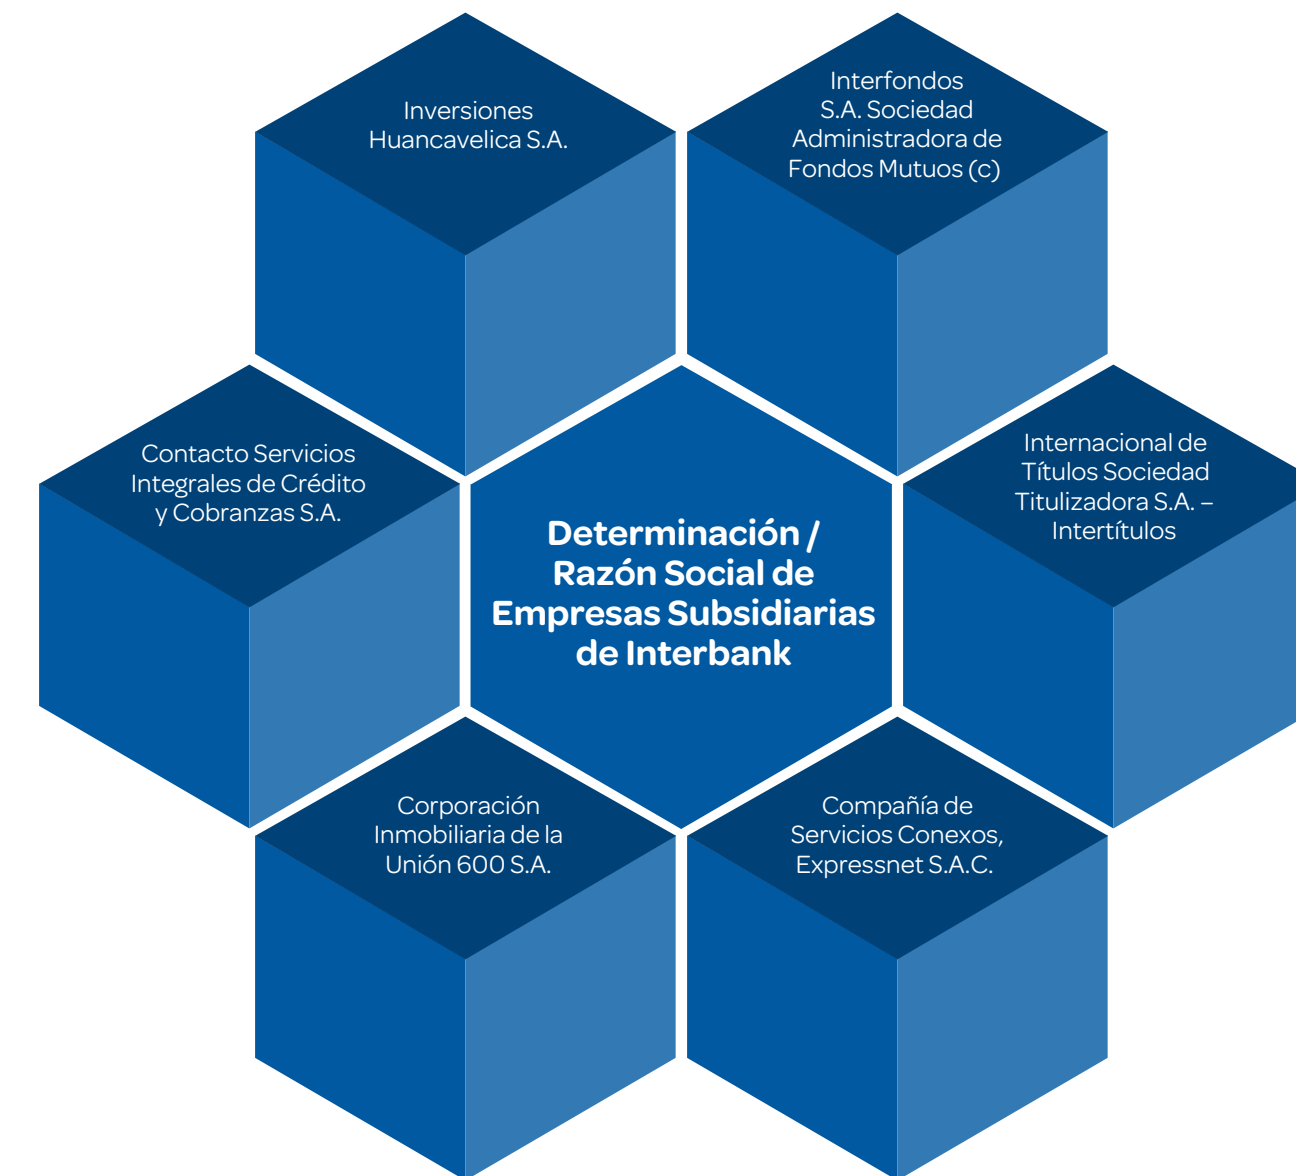 Inversiones
Huancavelica S.A.
Interfondos
S.A. Sociedad
Administradora de
Fondos Mutuos (c)
Contacto Servicios
Integrales de Crédito
y Cobranzas S.A.
Determinación /
Razón Social de
Empresas Subsidiarias
de Interbank
Internacional de
Títulos Sociedad
Titulizadora S.A. –
Intertítulos
Corporación
Inmobiliaria de la
Unión 600 S.A.
Compañía de
Servicios Conexos,
Expressnet S.A.C.